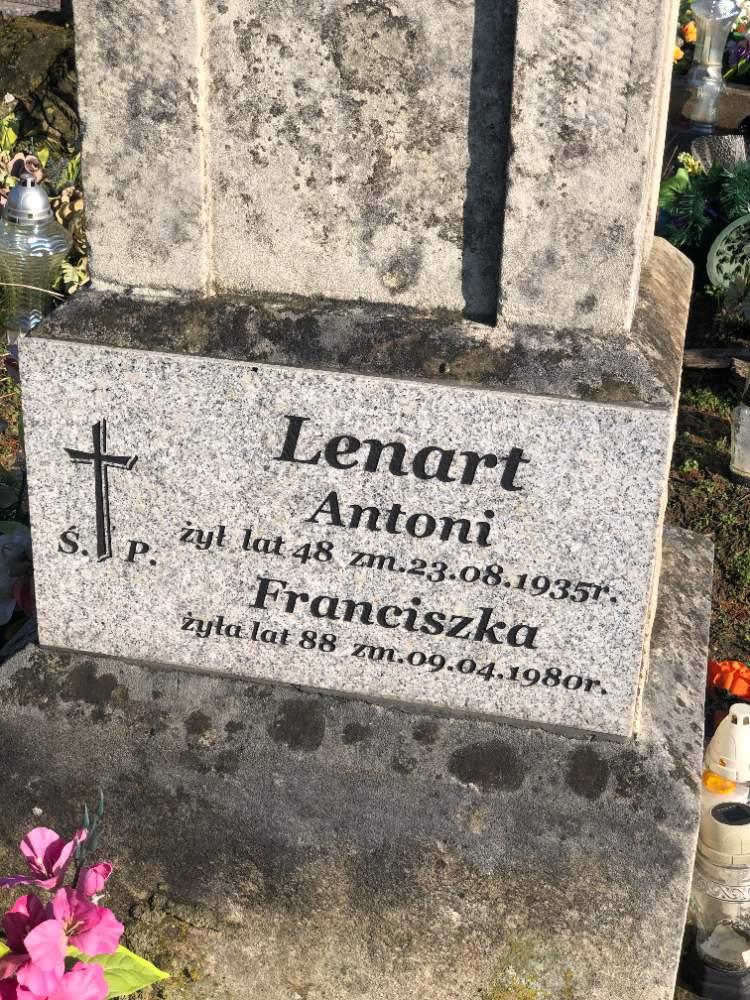 Lenart
Antoni
żył lat 48 zm.23.08.1935r.
Franciszka
żyła lat 88 zm.09.04.1980r.
Ś. P.